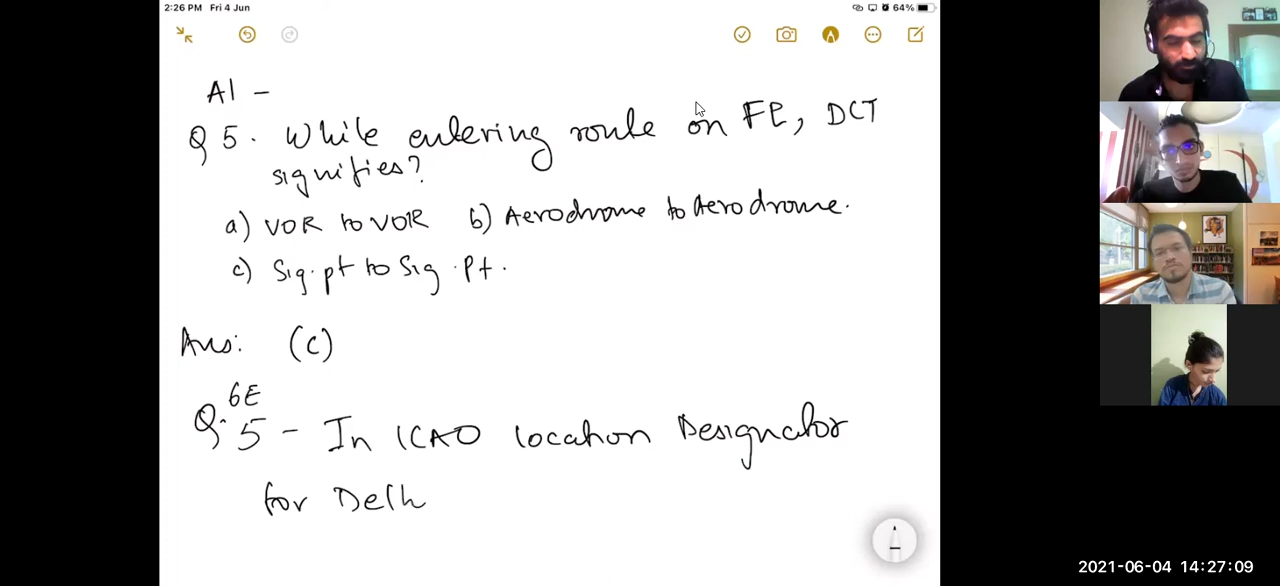 2:26 PM Fri 4 Jun
64%
AI -
Q 5. While entering route on FPL, DCT
signifies?
a) VOR to VOR b) Aerodrome to Aerodrome.
c) Sig. pt to Sig. Pt.
Ans: (c)
6E
Q. 5 - In ICAO location Designator
for Delh
2021-06-04 14:27:09